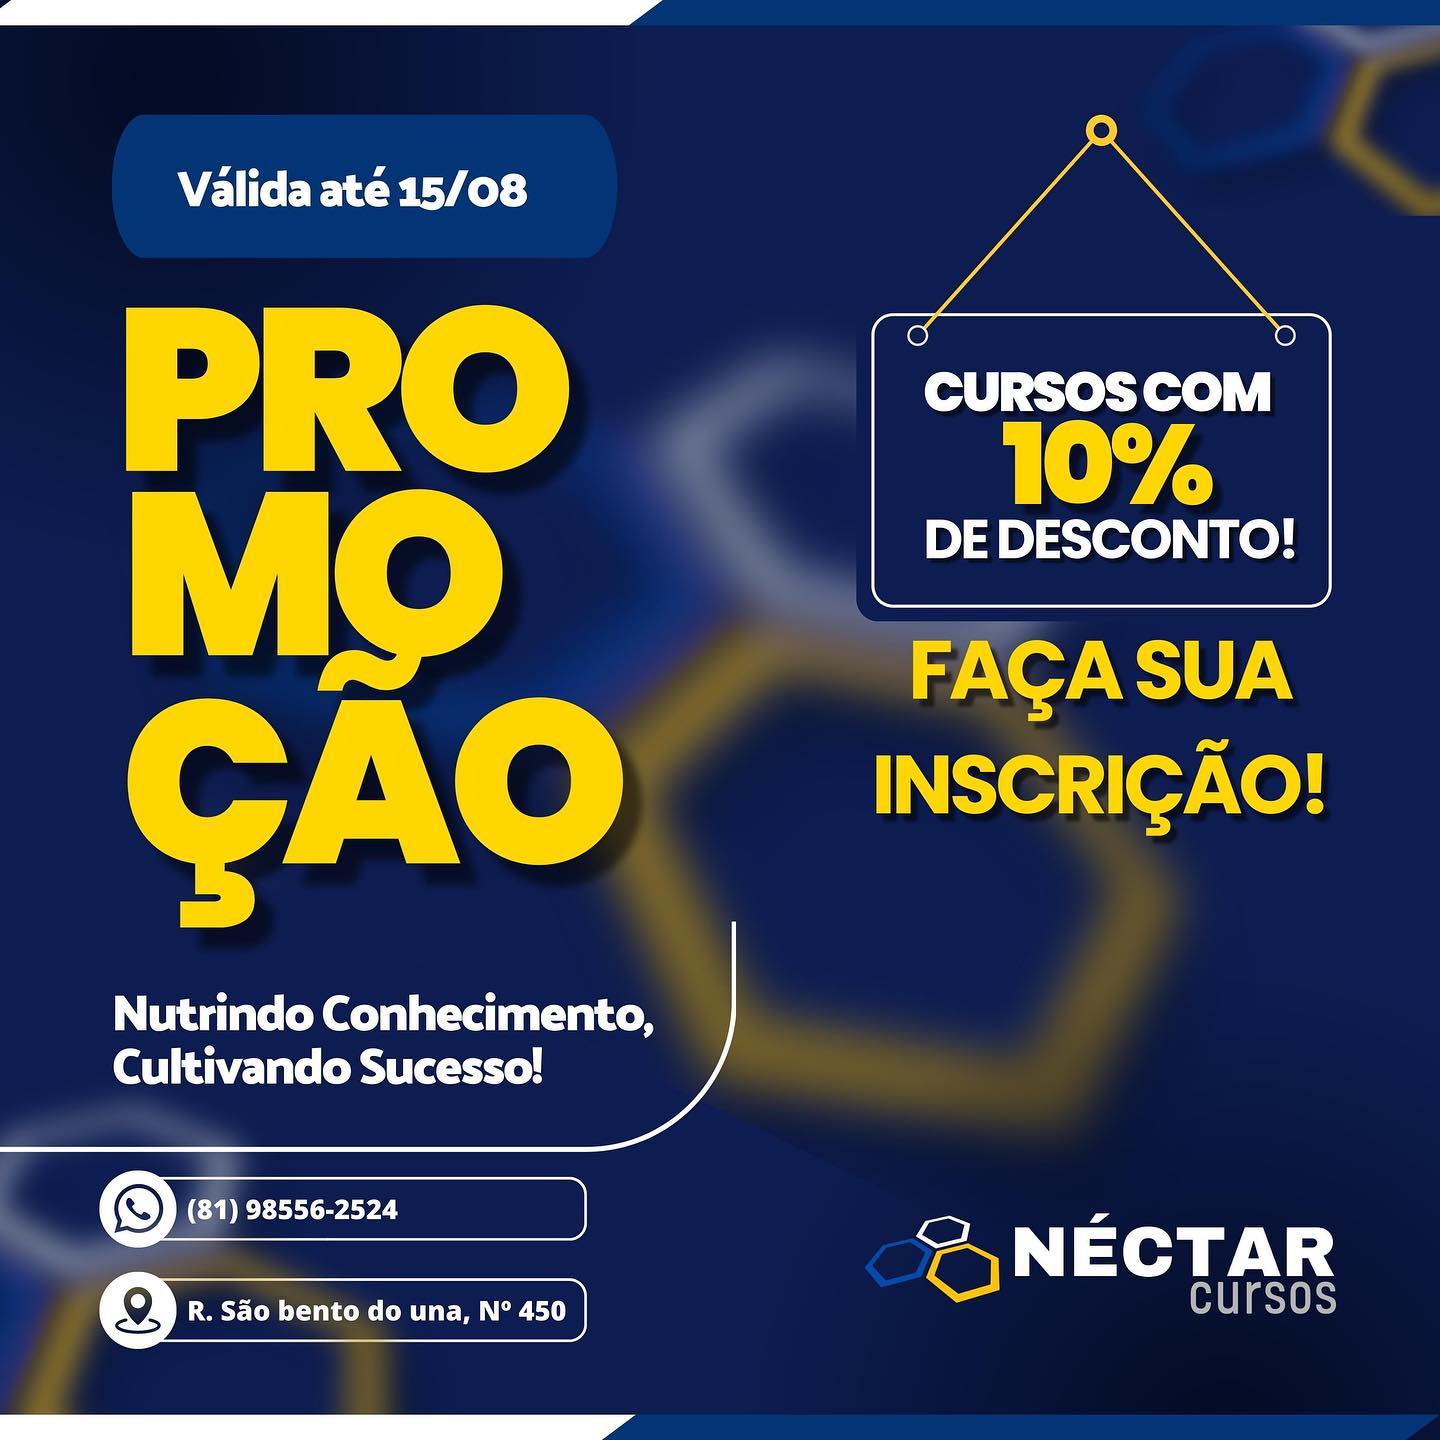 Válida até 15/08
PRO
MO
ÇÃO
CURSOS COM
10%
DE DESCONTO!
FAÇA SUA
INSCRIÇÃO!
Nutrindo Conhecimento,
Cultivando Sucesso!
(81) 98556-2524
R. São bento do una, Nº 450
NÉCTAR
cursos